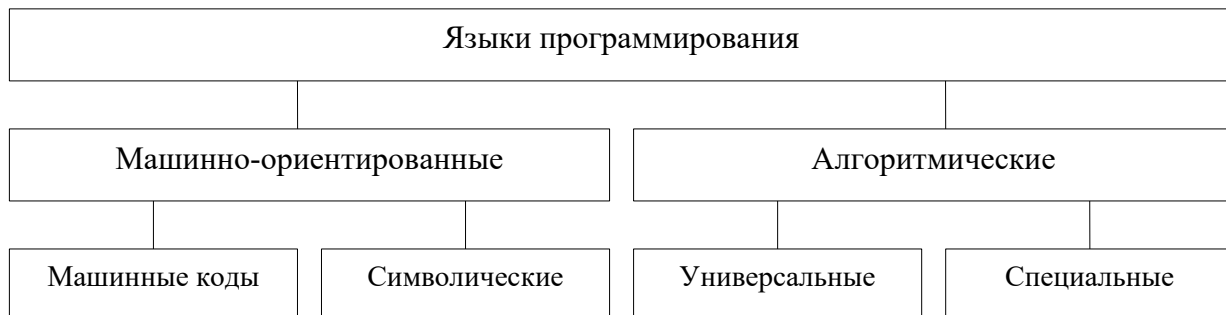 Языки программирования
Машинно-ориентированные
Алгоритмические
Машинные коды
Символические
Универсальные
Специальные